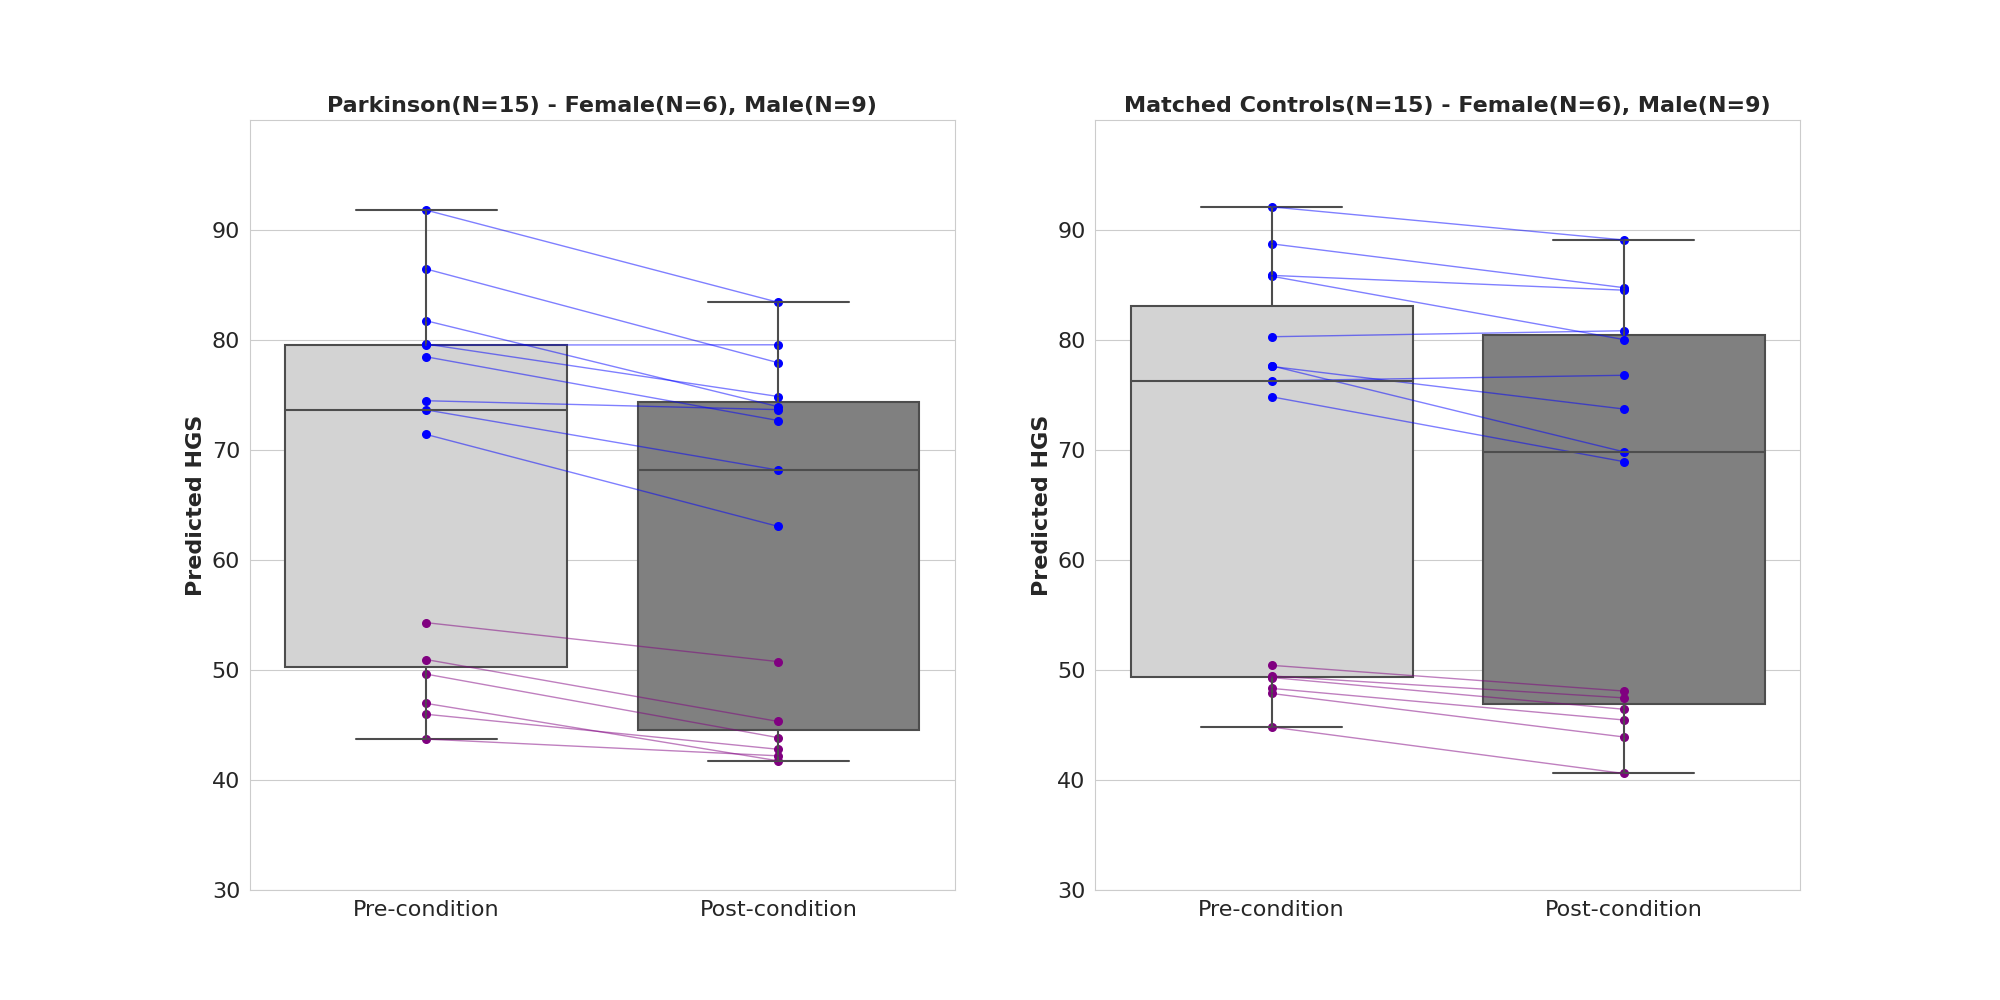 Parkinson(N=15) - Female(N=6), Male(N=9)
Predicted HGS
90
80
70
60
50
40
30
Pre-condition
Post-condition
Matched Controls(N=15) - Female(N=6), Male(N=9)
Predicted HGS
90
80
70
60
50
40
30
Pre-condition
Post-condition